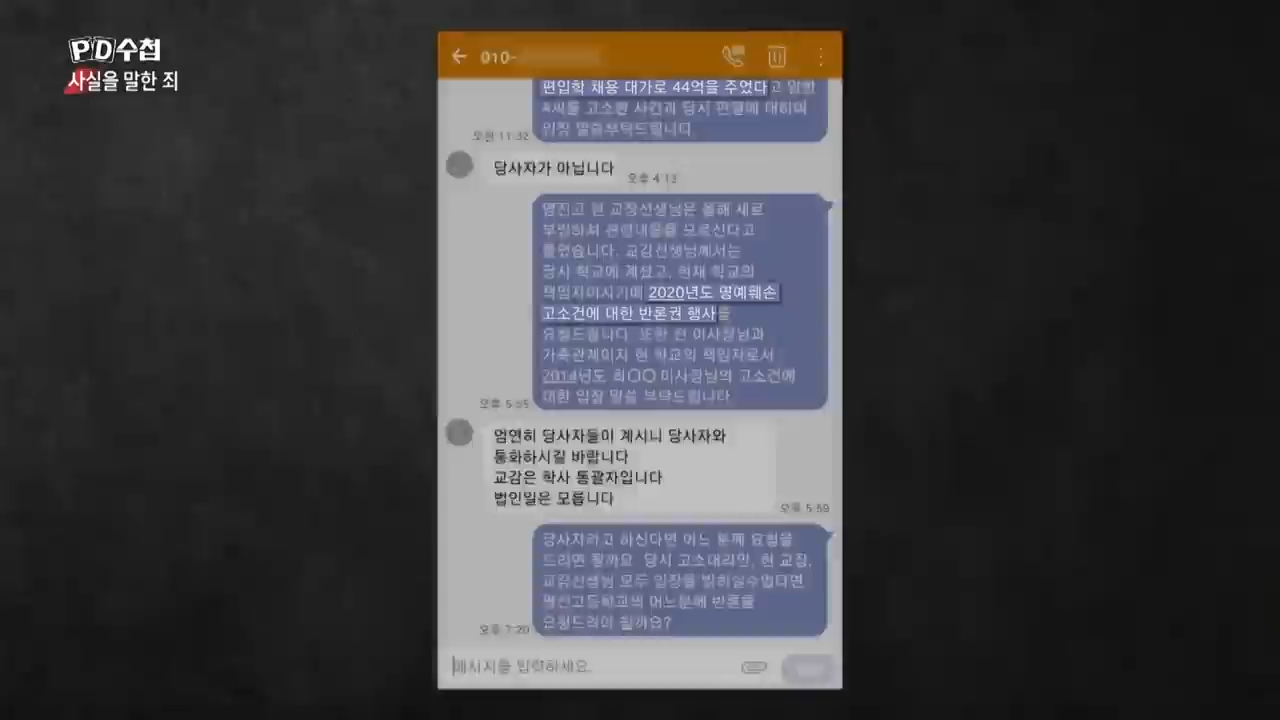 PD수첩
사실을 말한 죄
010-
편입학 채용 대가로 44억을 주었다고 말한
A씨를 고소한 사건과 당시 판결에 대하여
입장 말씀부탁드립니다
오전 11:32
당사자가 아닙니다
오후 4:13
명진고 현 교장선생님은 올해 새로
부임하셔 관련내용을 모르신다고
들었습니다. 교감선생님께서는
당시 학교에 계셨고, 현재 학교의
책임자이시기에 2020년도 명예훼손
고소건에 대한 반론권 행사를
요청드립니다. 또한 현 이사장님과
가족관계이자 현 학교의 책임자로서
2014년도 최〇〇 이사장님의 고소건에
대한 입장 말씀 부탁드립니다
오후 5:55
엄연히 당사자들이 계시니 당사자와
통화하시길 바랍니다
교감은 학사 통괄자입니다
법인일은 모릅니다
오후 5:59
당사자라고 하신다면 어느 분께 요청을
드리면 될까요 당시 고소대리인, 현 교장,
교감선생님 모두 입장을 밝히실수없다면
명진고등학교의 어느분께 반론을
요청드려야 될까요?
오후 7:20
메시지를 입력하세요.